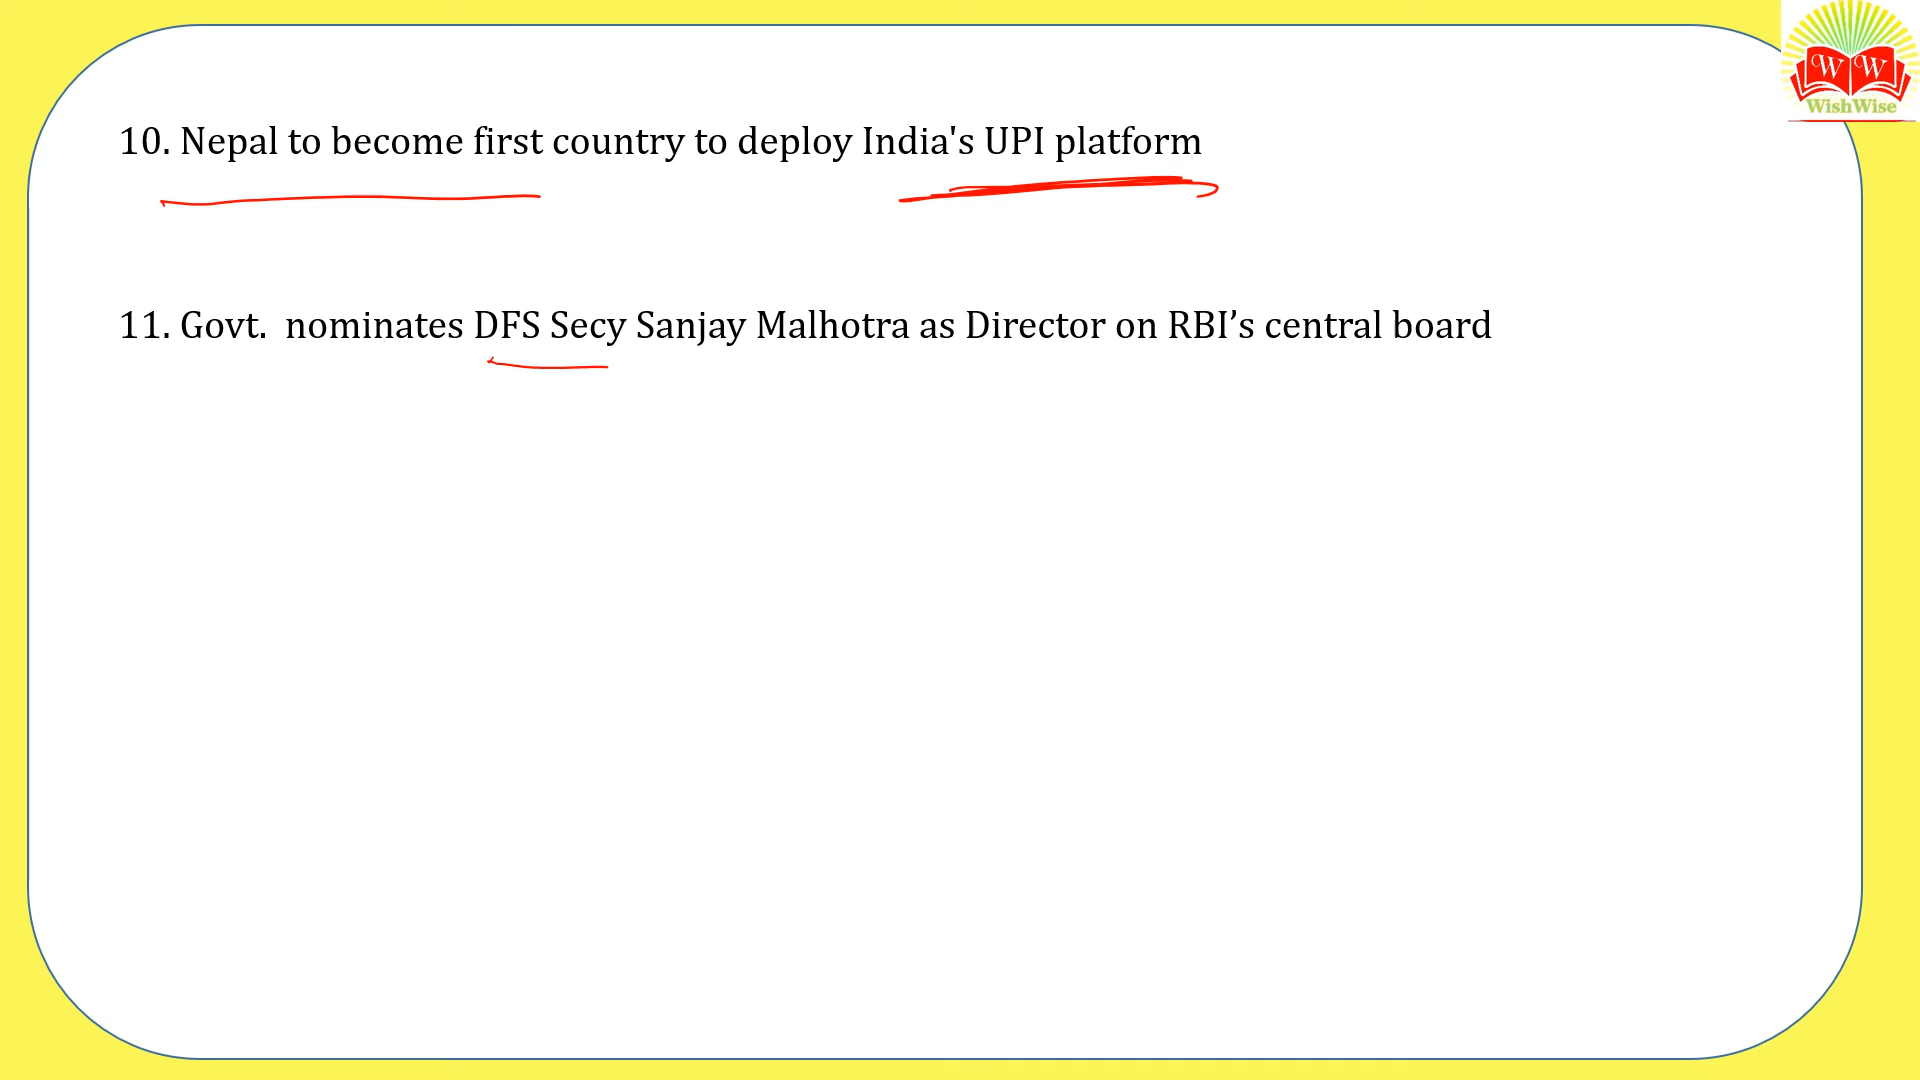 W W
WishWise
10. Nepal to become first country to deploy India's UPI platform
11. Govt.  nominates DFS Secy Sanjay Malhotra as Director on RBI’s central board